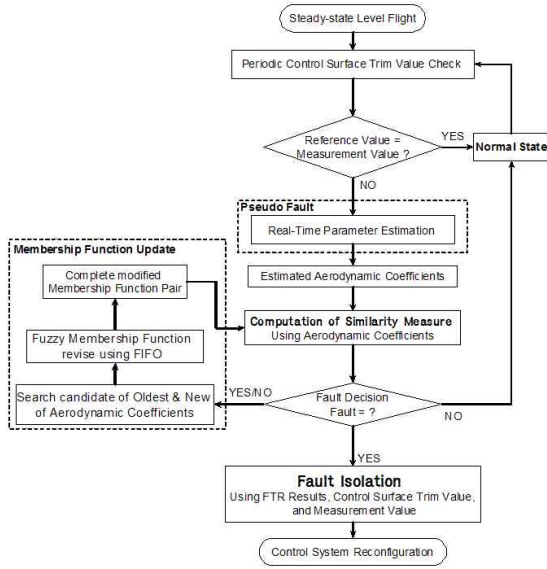 Steady-state Level Flight
Periodic Control Surface Trim Value Check
Reference Value =
Measurement Value ?
YES
Normal State
NO
Pseudo Fault
Real-Time Parameter Estimation
Membership Function Update
Complete modified
Membership Function Pair
Estimated Aerodynamic Coefficients
Computation of Similarity Measure
Using Aerodynamic Coefficients
Fuzzy Membership Function
revise using FIFO
Search candidate of Oldest & New
of Aerodynamic Coefficients
YES/NO
Fault Decision
Fault = ?
NO
YES
Fault Isolation
Using FTR Results, Control Surface Trim Value,
and Measurement Value
Control System Reconfiguration